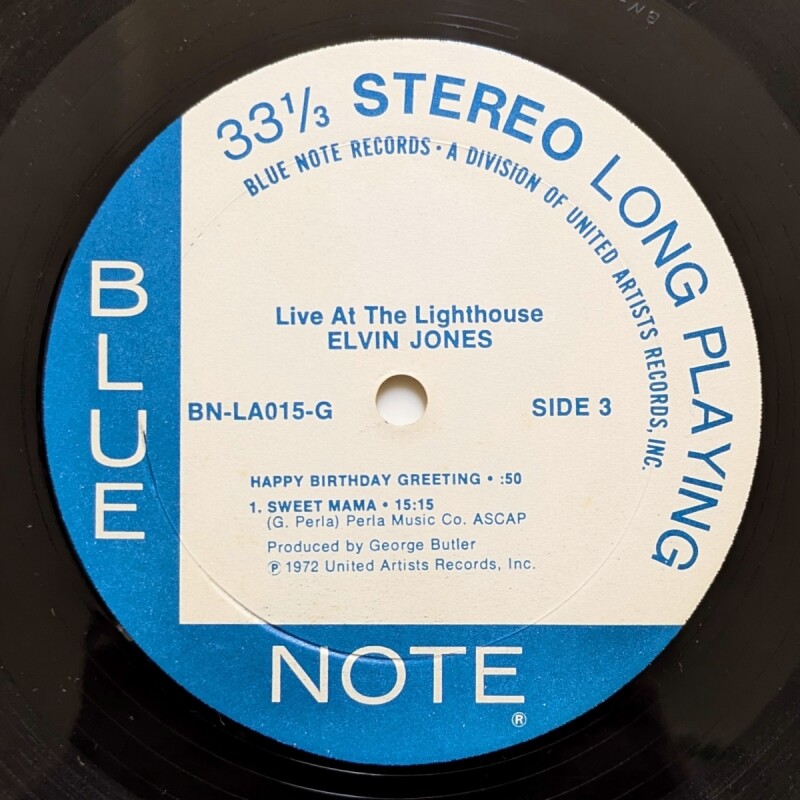 33⅓ STEREO LONG PLAYING
BLUE NOTE RECORDS • A DIVISION OF UNITED ARTISTS RECORDS, INC.
BLUE
Live At The Lighthouse
ELVIN JONES
BN-LA015-G
SIDE 3
HAPPY BIRTHDAY GREETING • :50
1. SWEET MAMA • 15:15
(G. Perla) Perla Music Co. ASCAP
Produced by George Butler
℗ 1972 United Artists Records, Inc.
NOTE
®